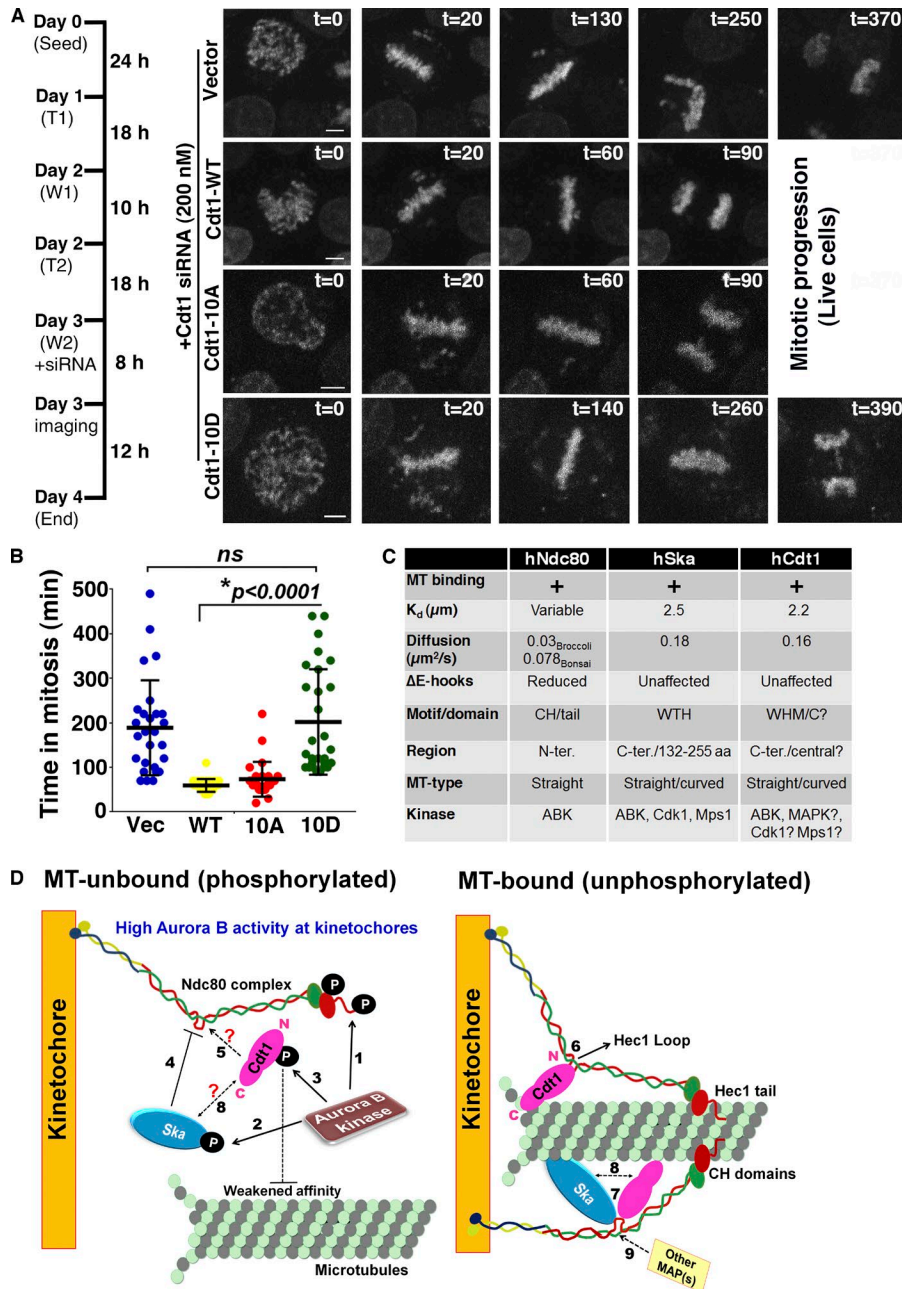 A
Day 0
(Seed)
24 h
Day 1
(T1)
18 h
Day 2
(W1)
10 h
Day 2
(T2)
18 h
Day 3
(W2)
+siRNA
8 h
Day 3
imaging
12 h
Day 4
(End)
+Cdt1 siRNA (200 nM)
Vector
t=0
t=20
t=130
t=250
t=370
Cdt1-WT
t=0
t=20
t=60
t=90
Cdt1-10A
t=0
t=20
t=60
t=90
Cdt1-10D
t=0
t=20
t=140
t=260
t=390
Mitotic progression
(Live cells)
B
ns
*p<0.0001
Time in mitosis (min)
500
400
300
200
100
0
Vec WT 10A 10D
C
hNdc80 hSka hCdt1
MT binding + + +
Kd (µm) Variable 2.5 2.2
Diffusion (µm²/s) 0.03Broccoli 0.078Bonsai 0.18 0.16
ΔE-hooks Reduced Unaffected Unaffected
Motif/domain CH/tail WTH WHM/C?
Region N-ter. C-ter./132-255 aa C-ter./central?
MT-type Straight Straight/curved Straight/curved
Kinase ABK ABK, Cdk1, Mps1 ABK, MAPK?, Cdk1? Mps1?
D
MT-unbound (phosphorylated)
High Aurora B activity at kinetochores
Kinetochore
Ndc80 complex
P
P
N
Cdt1
P
C
?
5
4
?
8
3
1
2
Aurora B
kinase
Ska
P
Weakened affinity
Microtubules
MT-bound (unphosphorylated)
Kinetochore
6
Hec1 Loop
N
Cdt1
C
Hec1 tail
CH domains
Ska
8
7
9
Other
MAP(s)